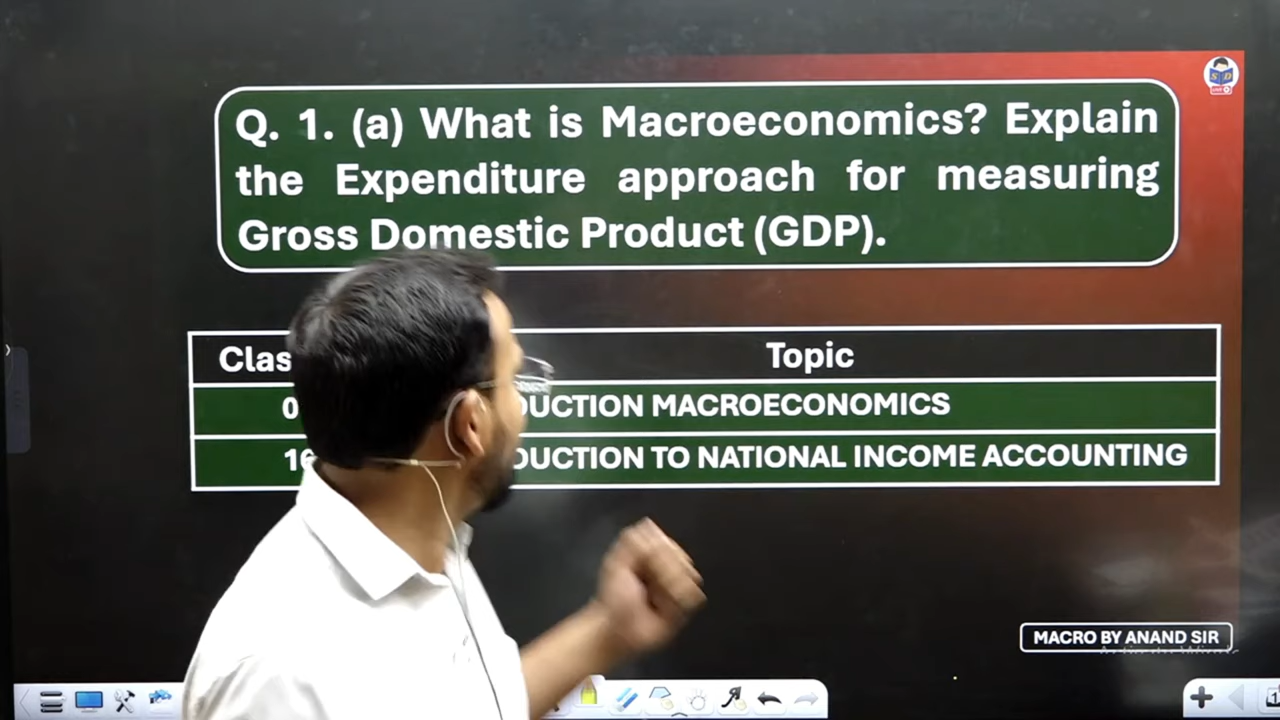 Q. 1. (a) What is Macroeconomics? Explain
the Expenditure approach for measuring
Gross Domestic Product (GDP).
Clas Topic
0 DUCTION MACROECONOMICS
16 DUCTION TO NATIONAL INCOME ACCOUNTING
MACRO BY ANAND SIR